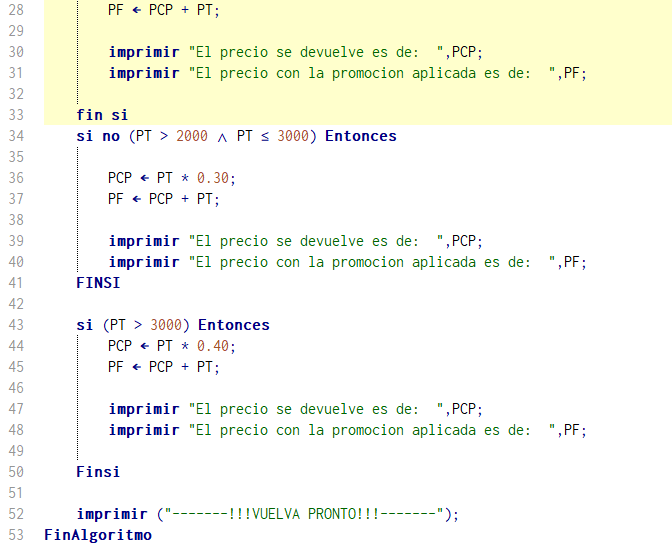 28 PF ← PCP + PT;
29
30 imprimir "El precio se devuelve es de:  ",PCP;
31 imprimir "El precio con la promocion aplicada es de:  ",PF;
32
33 fin si
34 si no (PT > 2000 ∧ PT ≤ 3000) Entonces
35
36 PCP ← PT * 0.30;
37 PF ← PCP + PT;
38
39 imprimir "El precio se devuelve es de:  ",PCP;
40 imprimir "El precio con la promocion aplicada es de:  ",PF;
41 FINSI
42
43 si (PT > 3000) Entonces
44 PCP ← PT * 0.40;
45 PF ← PCP + PT;
46
47 imprimir "El precio se devuelve es de:  ",PCP;
48 imprimir "El precio con la promocion aplicada es de:  ",PF;
49
50 Finsi
51
52 imprimir ("-------!!!VUELVA PRONTO!!!-------");
53 FinAlgoritmo